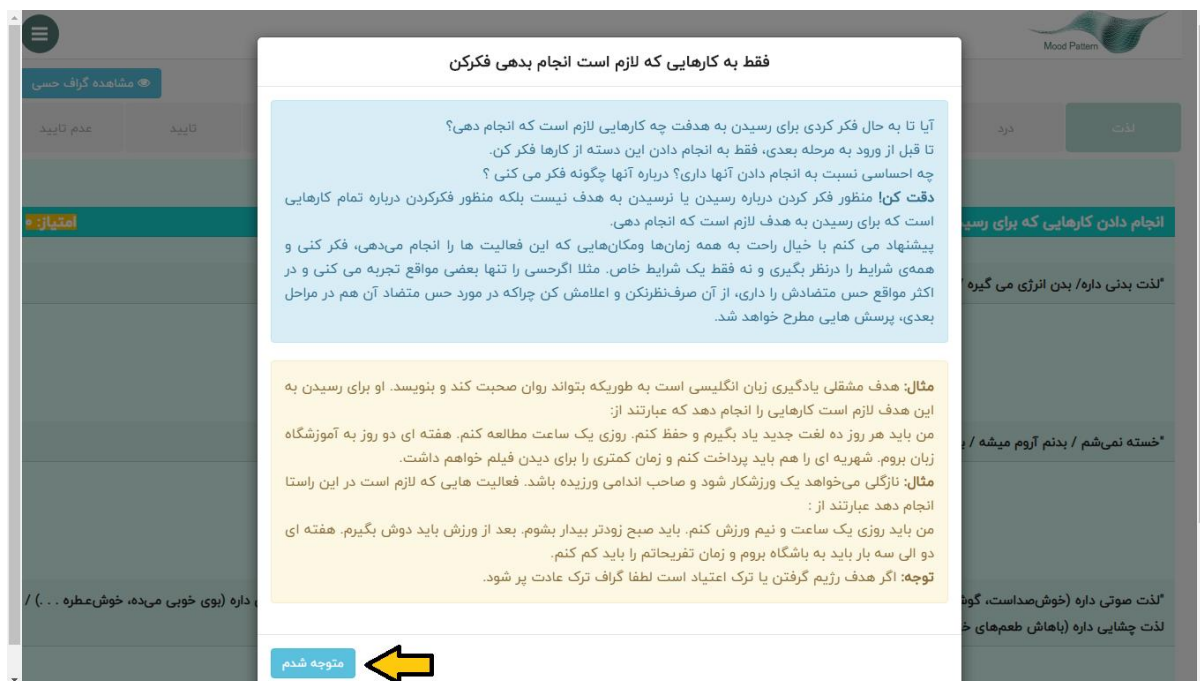 Mood Pattern
مشاهده گراف حسی
لذت
درد
تایید
عدم تایید
انجام دادن کارهایی که برای
امتیاز:
*لذت بدنی داره/ بدن انرژی می گیره
*خسته نمی‌شم / بدنم آروم میشه /
*لذت صوتی داره (خوش‌صداست،
داره (بوی خوبی می‌ده، خوش‌عطره . . .) /
لذت چشایی داره (باهاش طعم‌های
فقط به کارهایی که لازم است انجام بدهی فکرکن
آیا تا به حال فکر کردی برای رسیدن به هدفت چه کارهایی لازم است که انجام دهی؟
تا قبل از ورود به مرحله بعدی، فقط به انجام دادن این دسته از کارها فکر کن.
چه احساسی نسبت به انجام دادن آنها داری؟ درباره آنها چگونه فکر می کنی ؟
دقت کن! منظور فکر کردن درباره رسیدن یا نرسیدن به هدف نیست بلکه منظور فکرکردن درباره تمام کارهایی
است که برای رسیدن به هدف لازم است که انجام دهی.
پیشنهاد می کنم با خیال راحت به همه زمان‌ها ومکان‌هایی که این فعالیت ها را انجام می‌دهی، فکر کنی و
همه‌ی شرایط را درنظر بگیری و نه فقط یک شرایط خاص. مثلا اگرحسی را تنها بعضی مواقع تجربه می کنی و در
اکثر مواقع حس متضادش را داری، از آن صرف‌نظرنکن و اعلامش کن چراکه در مورد حس متضاد آن هم در مراحل
بعدی، پرسش هایی مطرح خواهد شد.
مثال: هدف مشقلی یادگیری زبان انگلیسی است به طوریکه بتواند روان صحبت کند و بنویسد. او برای رسیدن به
این هدف لازم است کارهایی را انجام دهد که عبارتند از:
من باید هر روز ده لغت جدید یاد بگیرم و حفظ کنم. روزی یک ساعت مطالعه کنم. هفته ای دو روز به آموزشگاه
زبان بروم. شهریه ای را هم باید پرداخت کنم و زمان کمتری را برای دیدن فیلم خواهم داشت.
مثال: نازگلی می‌خواهد یک ورزشکار شود و صاحب اندامی ورزیده باشد. فعالیت هایی که لازم است در این راستا
انجام دهد عبارتند از :
من باید روزی یک ساعت و نیم ورزش کنم. باید صبح زودتر بیدار بشوم. بعد از ورزش باید دوش بگیرم. هفته ای
دو الی سه بار باید به باشگاه بروم و زمان تفریحاتم را باید کم کنم.
توجه: اگر هدف رژیم گرفتن یا ترک اعتیاد است لطفا گراف ترک عادت پر شود.
متوجه شدم